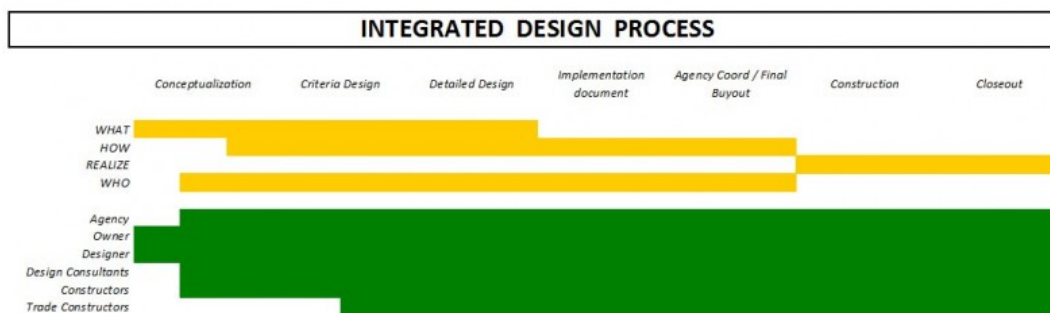 INTEGRATED DESIGN PROCESS
Conceptualization Criteria Design Detailed Design Implementation document Agency Coord / Final Buyout Construction Closeout
WHAT
HOW
REALIZE
WHO
Agency
Owner
Designer
Design Consultants
Constructors
Trade Constructors